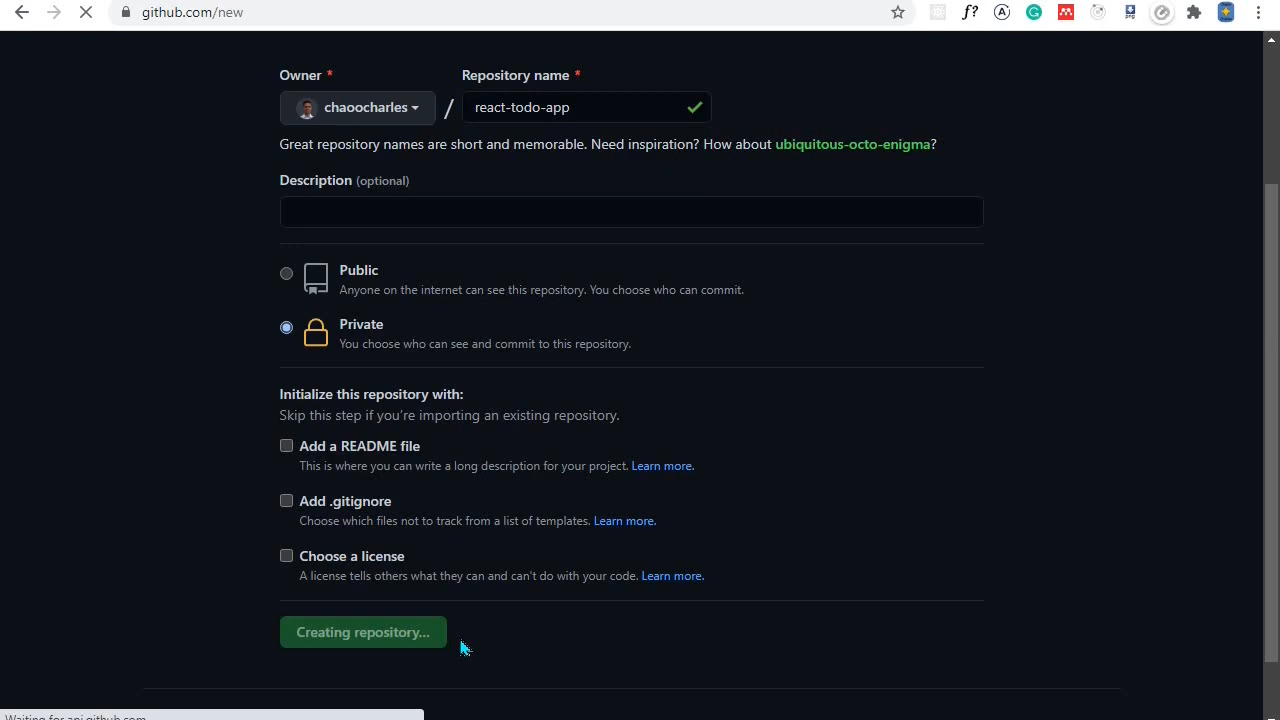 github.com/new
f?
Owner *
Repository name *
chaoocharles
/
react-todo-app
Great repository names are short and memorable. Need inspiration? How about ubiquitous-octo-enigma?
Description (optional)
Public
Anyone on the internet can see this repository. You choose who can commit.
Private
You choose who can see and commit to this repository.
Initialize this repository with:
Skip this step if you're importing an existing repository.
Add a README file
This is where you can write a long description for your project. Learn more.
Add .gitignore
Choose which files not to track from a list of templates. Learn more.
Choose a license
A license tells others what they can and can't do with your code. Learn more.
Creating repository...
Waiting for api.github.com...